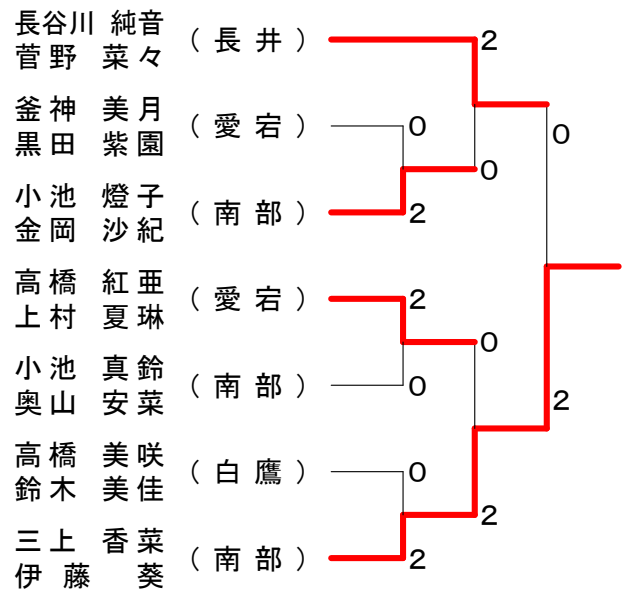 長谷川 純音
菅野 菜々
(長井)
2
釜神 美月
黒田 紫園
(愛宕)
0
0
小池 燈子
金岡 沙紀
(南部)
2
0
高橋 紅亜
上村 夏琳
(愛宕)
2
0
小池 真鈴
奥山 安菜
(南部)
0
2
高橋 美咲
鈴木 美佳
(白鷹)
0
2
三上 香菜
伊藤 葵
(南部)
2